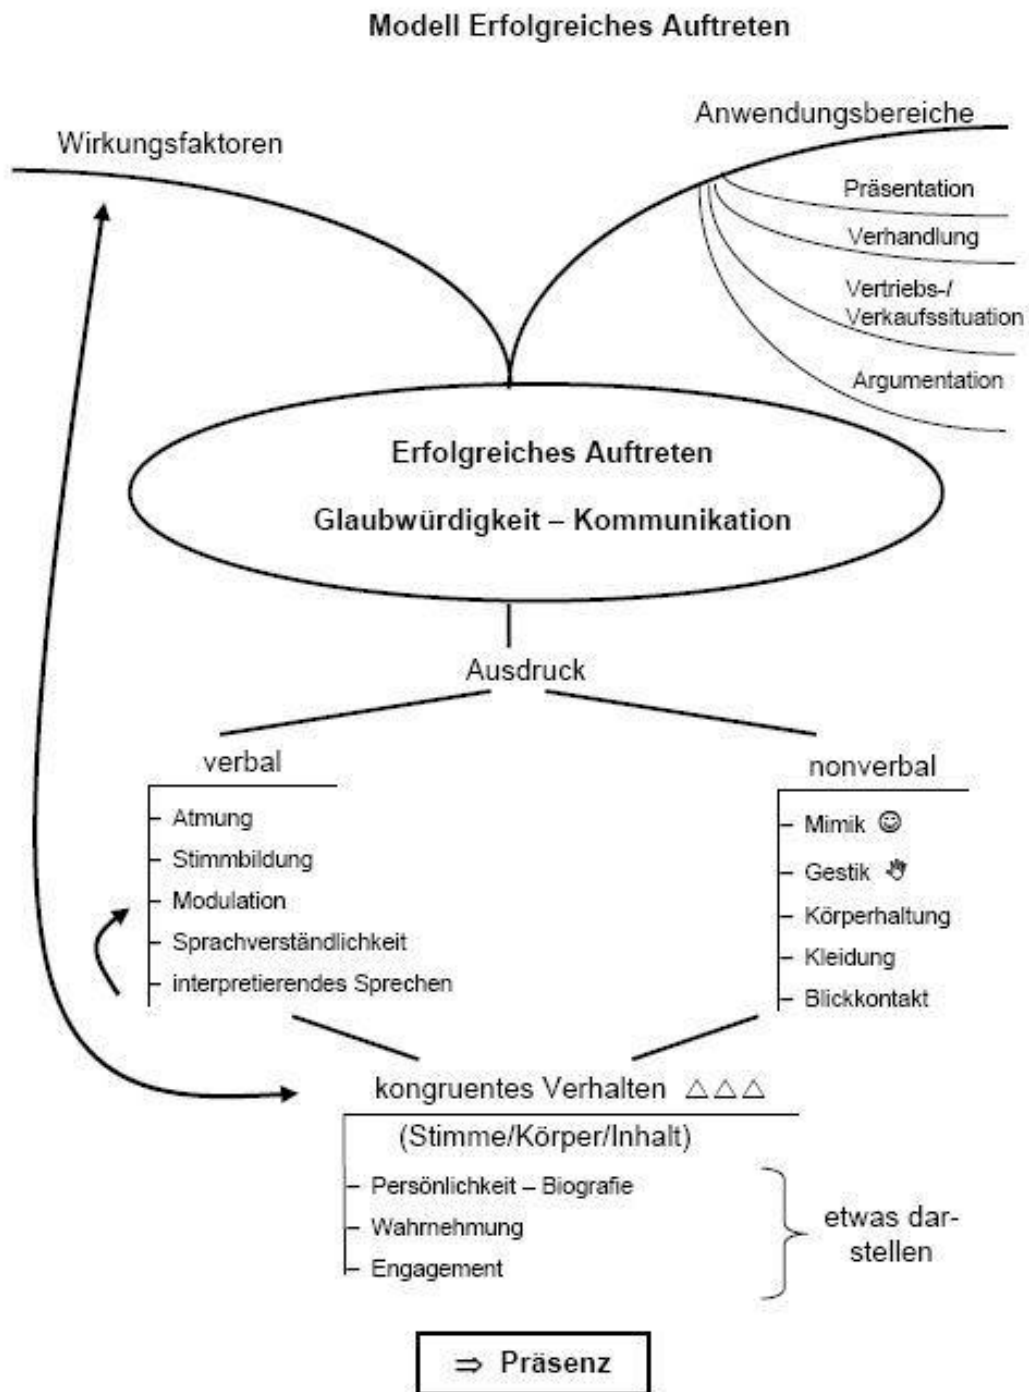 Modell Erfolgreiches Auftreten
Wirkungsfaktoren
Anwendungsbereiche
Präsentation
Verhandlung
Vertriebs-/
Verkaufssituation
Argumentation
Erfolgreiches Auftreten
Glaubwürdigkeit – Kommunikation
Ausdruck
verbal
– Atmung
– Stimmbildung
– Modulation
– Sprachverständlichkeit
– interpretierendes Sprechen
nonverbal
– Mimik ☺
– Gestik
– Körperhaltung
– Kleidung
– Blickkontakt
kongruentes Verhalten △△△
(Stimme/Körper/Inhalt)
– Persönlichkeit – Biografie
– Wahrnehmung
– Engagement
etwas dar-
stellen
⇒ Präsenz